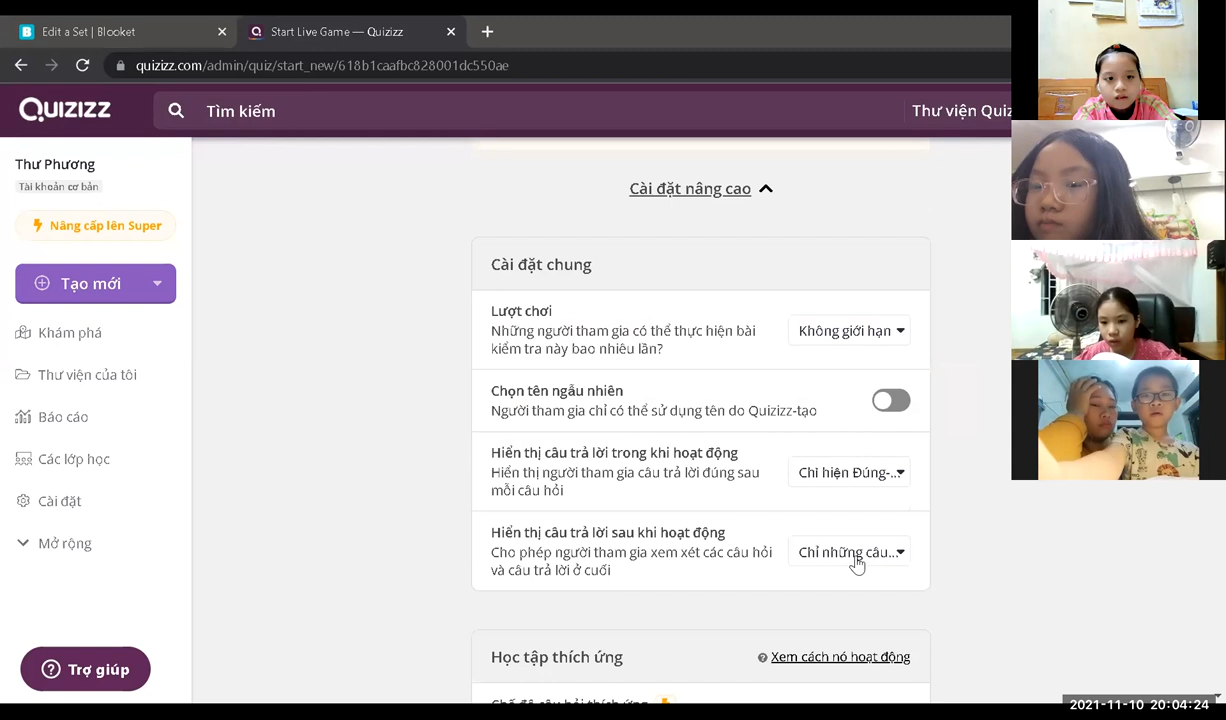 Edit a Set | Blooket
Start Live Game — Quizizz
quizizz.com/admin/quiz/start_new/618b1caafbc828001dc550ae
QUIZIZZ
Tìm kiếm
Thư viện Quiz
Thư Phương
Tài khoản cơ bản
Nâng cấp lên Super
Tạo mới
Khám phá
Thư viện của tôi
Báo cáo
Các lớp học
Cài đặt
Mở rộng
Trợ giúp
Cài đặt nâng cao
Cài đặt chung
Lượt chơi
Những người tham gia có thể thực hiện bài
kiểm tra này bao nhiêu lần?
Không giới hạn
Chọn tên ngẫu nhiên
Người tham gia chỉ có thể sử dụng tên do Quizizz-tạo
Hiển thị câu trả lời trong khi hoạt động
Hiển thị người tham gia câu trả lời đúng sau
mỗi câu hỏi
Chỉ hiện Đúng-...
Hiển thị câu trả lời sau khi hoạt động
Cho phép người tham gia xem xét các câu hỏi
và câu trả lời ở cuối
Chỉ những câu...
Học tập thích ứng
Xem cách nó hoạt động
Chế độ câu hỏi thích ứng
2021-11-10 20:04:24